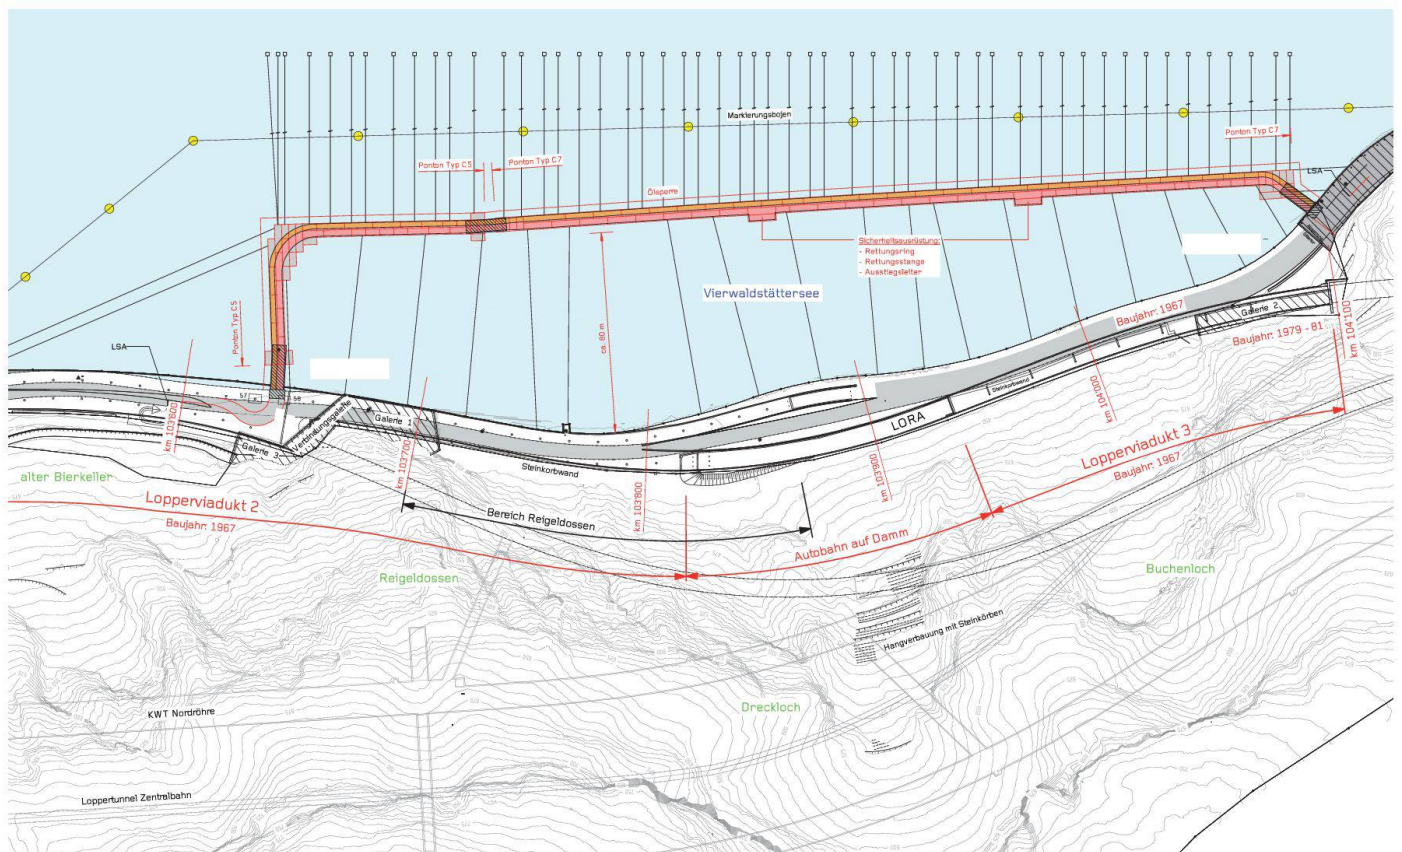 Markierungsbojen
Ponton Typ C5
Ponton Typ C7
Ponton Typ C7
LSA
Ölsperre
Sicherheitsausrüstung:
- Rettungsring
- Rettungsstange
- Ausstiegsleiter
Vierwaldstättersee
Ponton Typ C5
ca. 80 m
LSA
57
58
Baujahr: 1967
Galerie 2
Baujahr: 1979 - 81
km 104'100
km 103'600
Verbindungsgalerie
Galerie 1
Galerie 3
km 103'700
Steinkorbwand
km 103'800
LORA
Steinkorbwand
km 104'000
km 103'900
alter Bierkeller
Lopperviadukt 2
Baujahr: 1967
Bereich Reigeldossen
Autobahn auf Damm
Lopperviadukt 3
Baujahr: 1967
Reigeldossen
Buchenloch
Hangverbauung mit Steinkörben
Dreckloch
KWT Nordröhre
Loppertunnel Zentralbahn